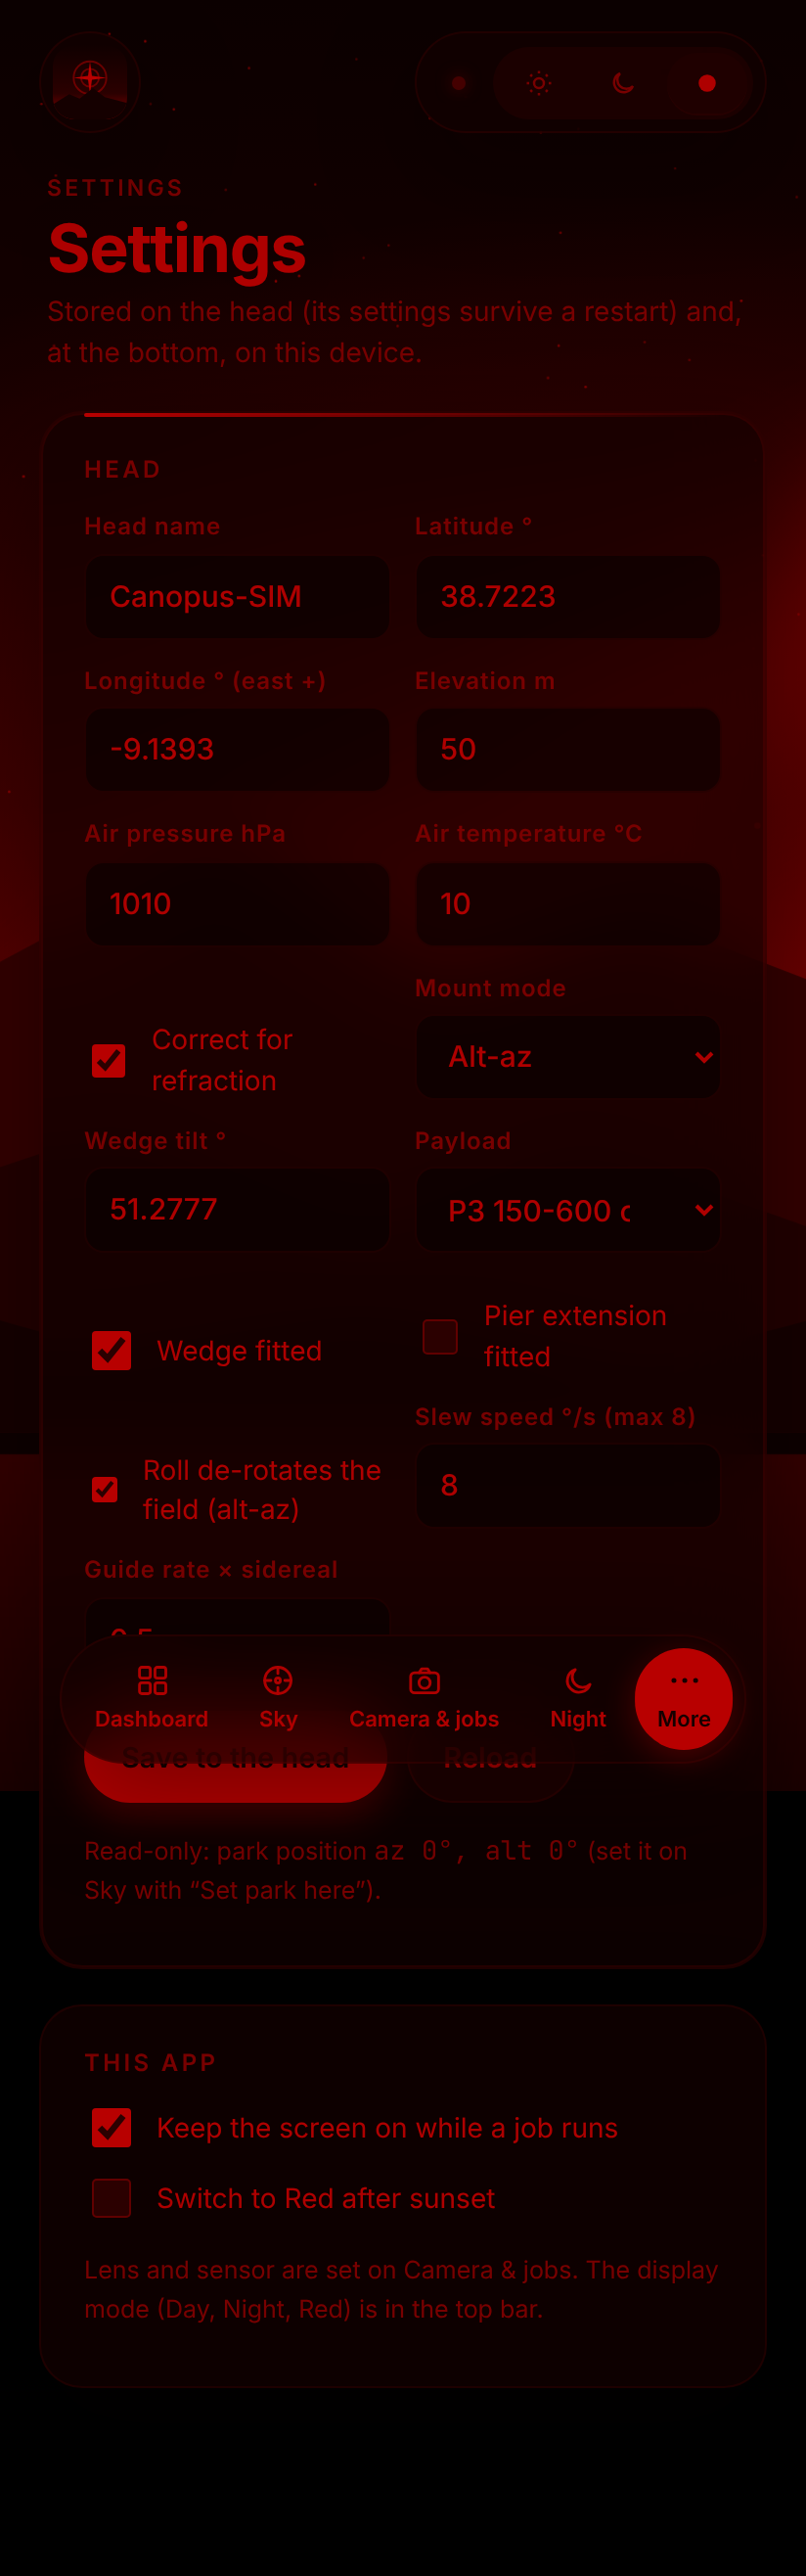 SETTINGS
Settings
Stored on the head (its settings survive a restart) and,
at the bottom, on this device.
HEAD
Head name
Latitude °
Canopus-SIM
38.7223
Longitude ° (east +)
Elevation m
-9.1393
50
Air pressure hPa
Air temperature °C
1010
10
Correct for
refraction
Mount mode
Alt-az
Wedge tilt °
Payload
51.2777
P3 150-600
Wedge fitted
Pier extension
fitted
Roll de-rotates the
field (alt-az)
Slew speed °/s (max 8)
8
Guide rate × sidereal
Dashboard
Sky
Camera & jobs
Night
More
Save to the head
Reload
Read-only: park position az 0°, alt 0° (set it on
Sky with “Set park here”).
THIS APP
Keep the screen on while a job runs
Switch to Red after sunset
Lens and sensor are set on Camera & jobs. The display
mode (Day, Night, Red) is in the top bar.